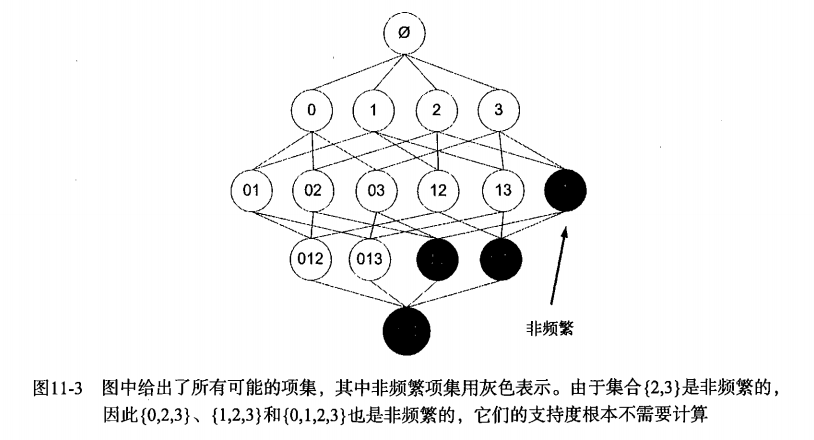 Ø
0 1 2 3
01 02 03 12 13
012 013
非频繁
图11-3 图中给出了所有可能的项集，其中非频繁项集用灰色表示。由于集合{2,3}是非频繁的，
因此{0,2,3}、{1,2,3}和{0,1,2,3}也是非频繁的，它们的支持度根本不需要计算